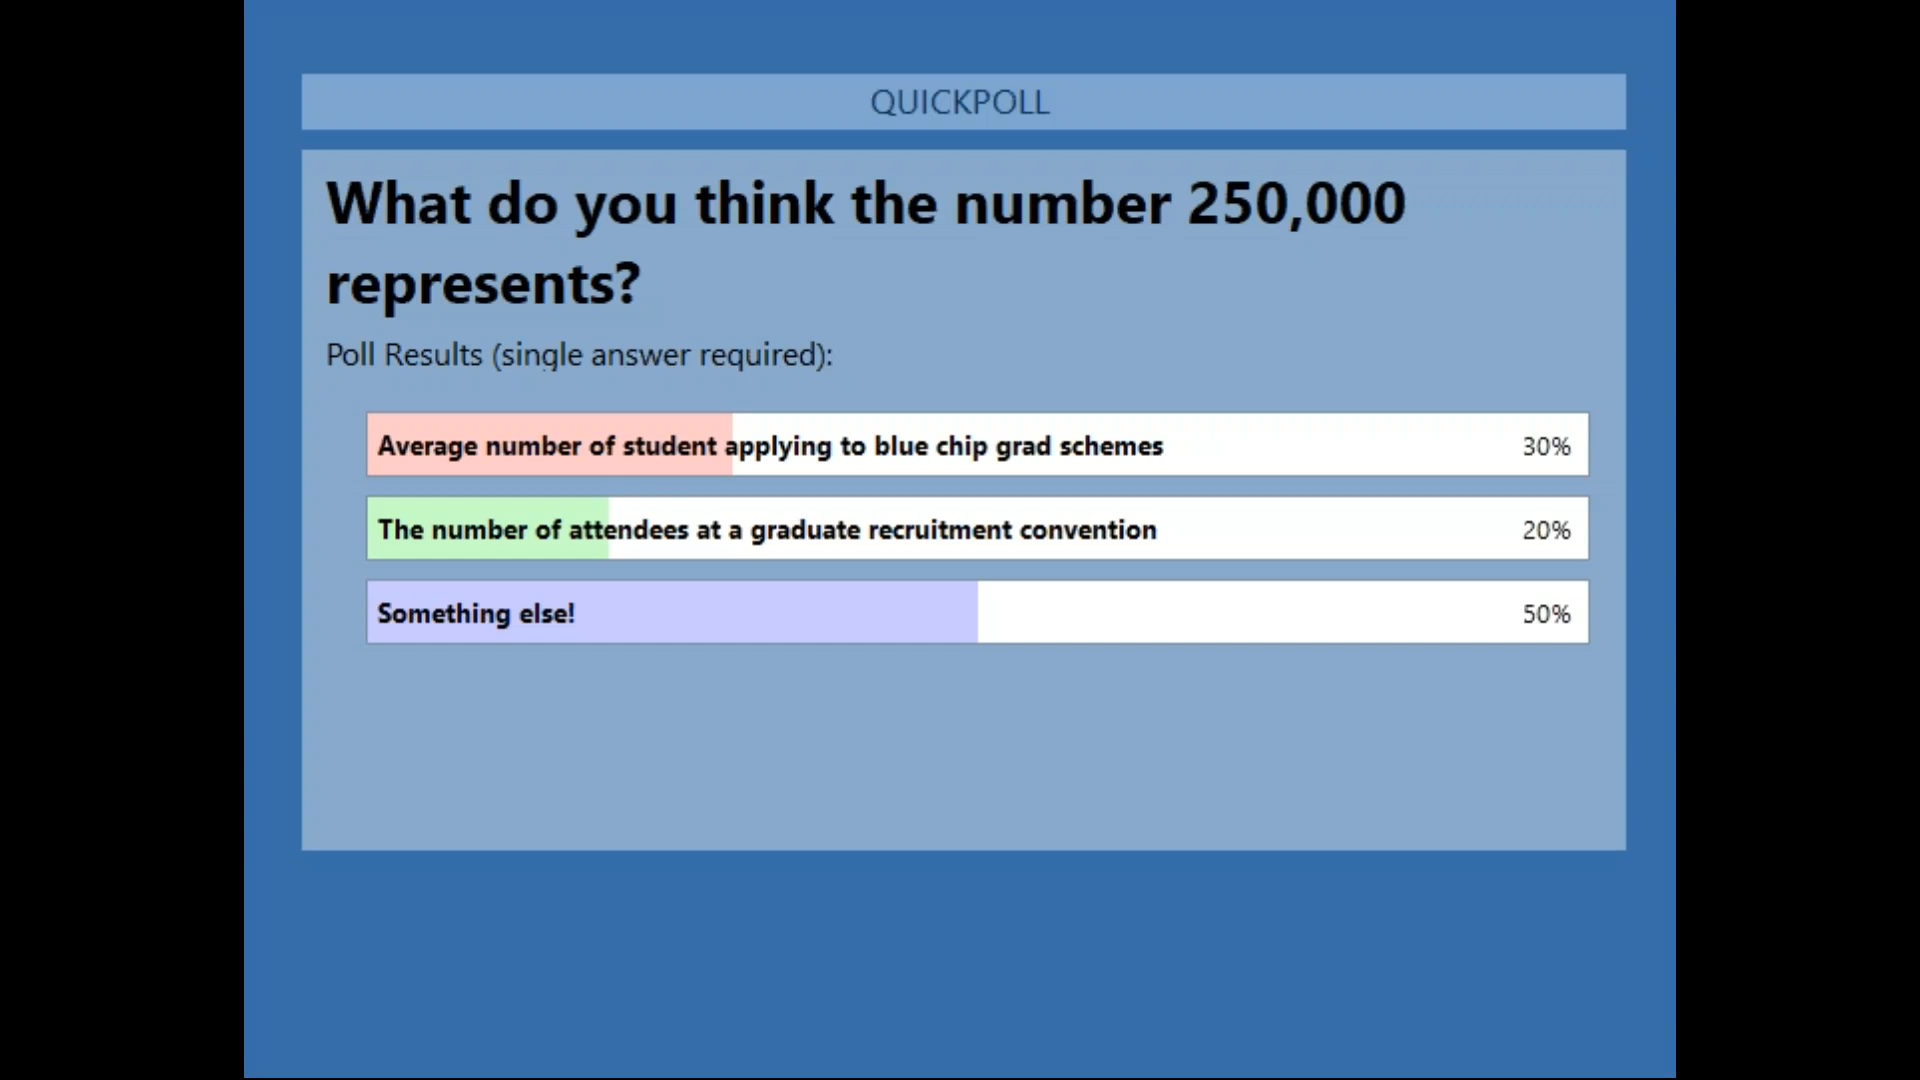 QUICKPOLL
What do you think the number 250,000
represents?
Poll Results (single answer required):
Average number of student applying to blue chip grad schemes 30%
The number of attendees at a graduate recruitment convention 20%
Something else! 50%